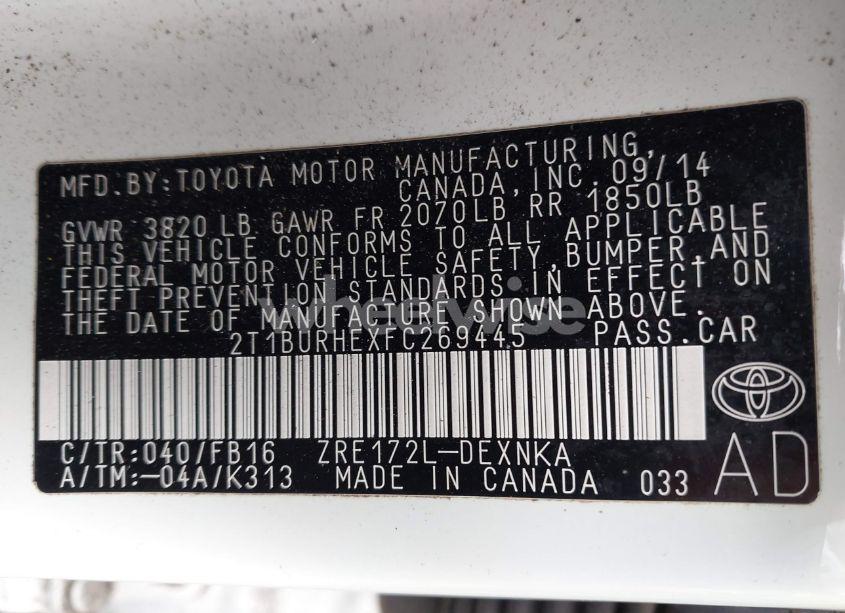 MFD.BY:TOYOTA MOTOR MANUFACTURING,
CANADA,INC. 09/14
GVWR 3820 LB GAWR FR 2070LB RR 1850LB
THIS VEHICLE CONFORMS TO ALL APPLICABLE
FEDERAL MOTOR VEHICLE SAFETY,BUMPER,AND
THEFT PREVENTION STANDARDS IN EFFECT ON
THE DATE OF MANUFACTURE SHOWN ABOVE.
wheelwise
2T1BURHEXFC269445 PASS.CAR
C/TR:040/FB16 ZRE172L-DEXNKA
A/TM:-04A/K313 MADE IN CANADA 033
AD